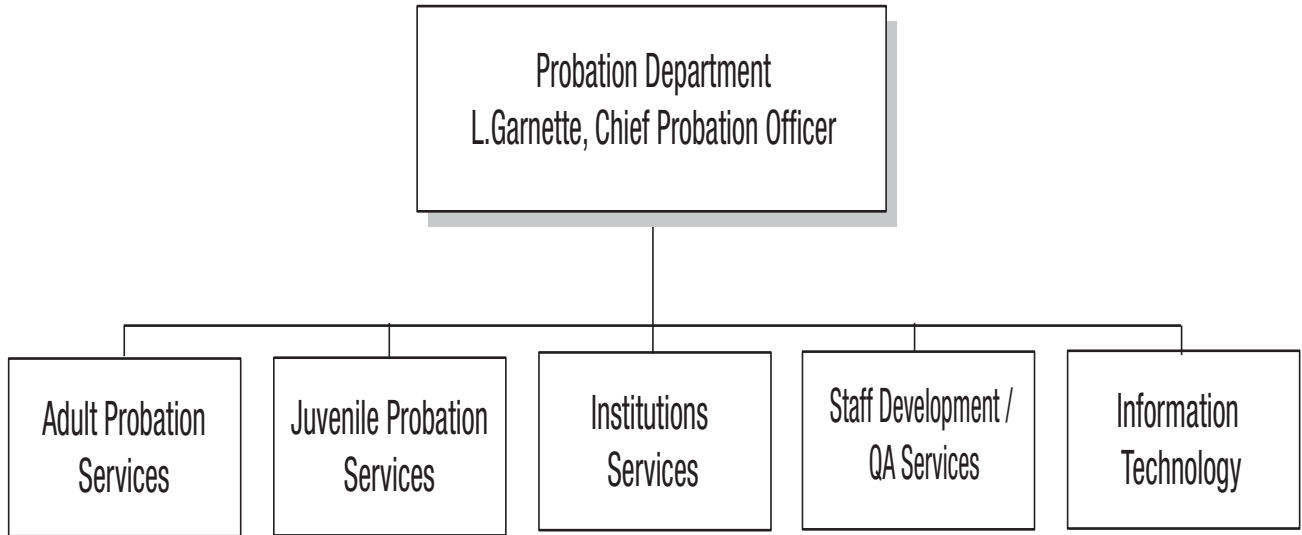 Probation Department
L.Garnette, Chief Probation Officer
Adult Probation
Services
Juvenile Probation
Services
Institutions
Services
Staff Development /
QA Services
Information
Technology